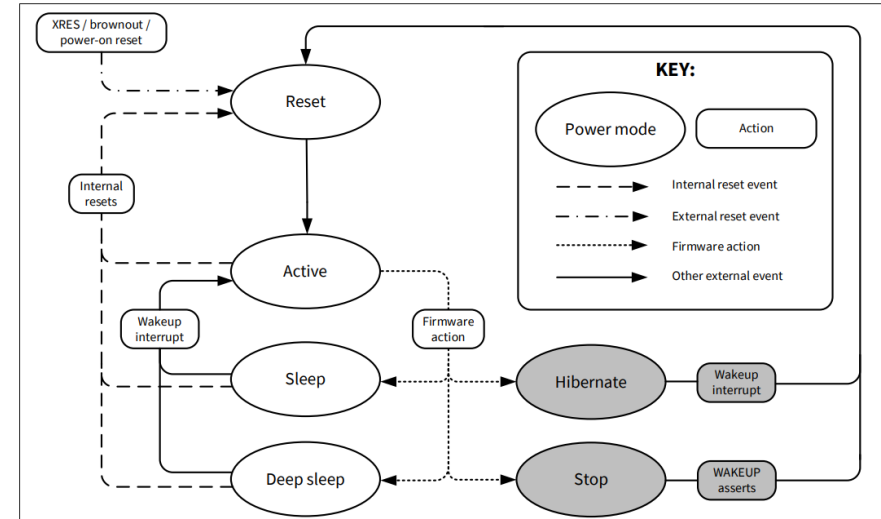 XRES / brownout /
power-on reset
Reset
KEY:
Power mode
Action
Internal reset event
External reset event
Firmware action
Other external event
Internal
resets
Active
Wakeup
interrupt
Firmware
action
Sleep
Hibernate
Wakeup
interrupt
Deep sleep
Stop
WAKEUP
asserts